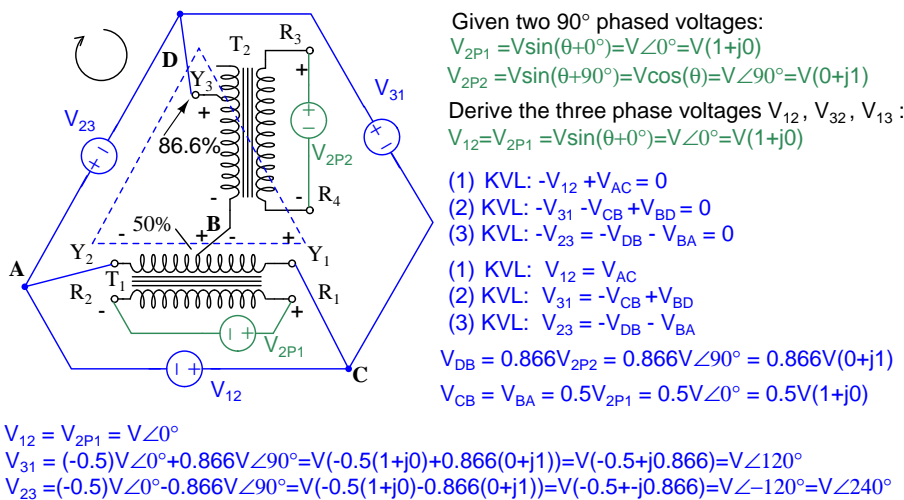 Given two 90° phased voltages:
V2P1 =Vsin(θ+0°)=V∠0°=V(1+j0)
V2P2 =Vsin(θ+90°)=Vcos(θ)=V∠90°=V(0+j1)
Derive the three phase voltages V12, V32, V13 :
V12=V2P1 =Vsin(θ+0°)=V∠0°=V(1+j0)
(1) KVL: -V12 +VAC = 0
(2) KVL: -V31 -VCB +VBD = 0
(3) KVL: -V23 = -VDB - VBA = 0
(1) KVL: V12 = VAC
(2) KVL: V31 = -VCB +VBD
(3) KVL: V23 = -VDB - VBA
VDB = 0.866V2P2 = 0.866V∠90° = 0.866V(0+j1)
VCB = VBA = 0.5V2P1 = 0.5V∠0° = 0.5V(1+j0)
D
T2
R3
Y3
+
+
V23
V31
+ −
+ −
+
−
86.6%
V2P2
-
-
R4
50%
B
-
+
-
+
Y2
Y1
A
T1
R2
R1
-
+
− +
V2P1
− +
V12
C
V12 = V2P1 = V∠0°
V31 = (-0.5)V∠0°+0.866V∠90°=V(-0.5(1+j0)+0.866(0+j1))=V(-0.5+j0.866)=V∠120°
V23 =(-0.5)V∠0°-0.866V∠90°=V(-0.5(1+j0)-0.866(0+j1))=V(-0.5+-j0.866)=V∠−120°=V∠240°